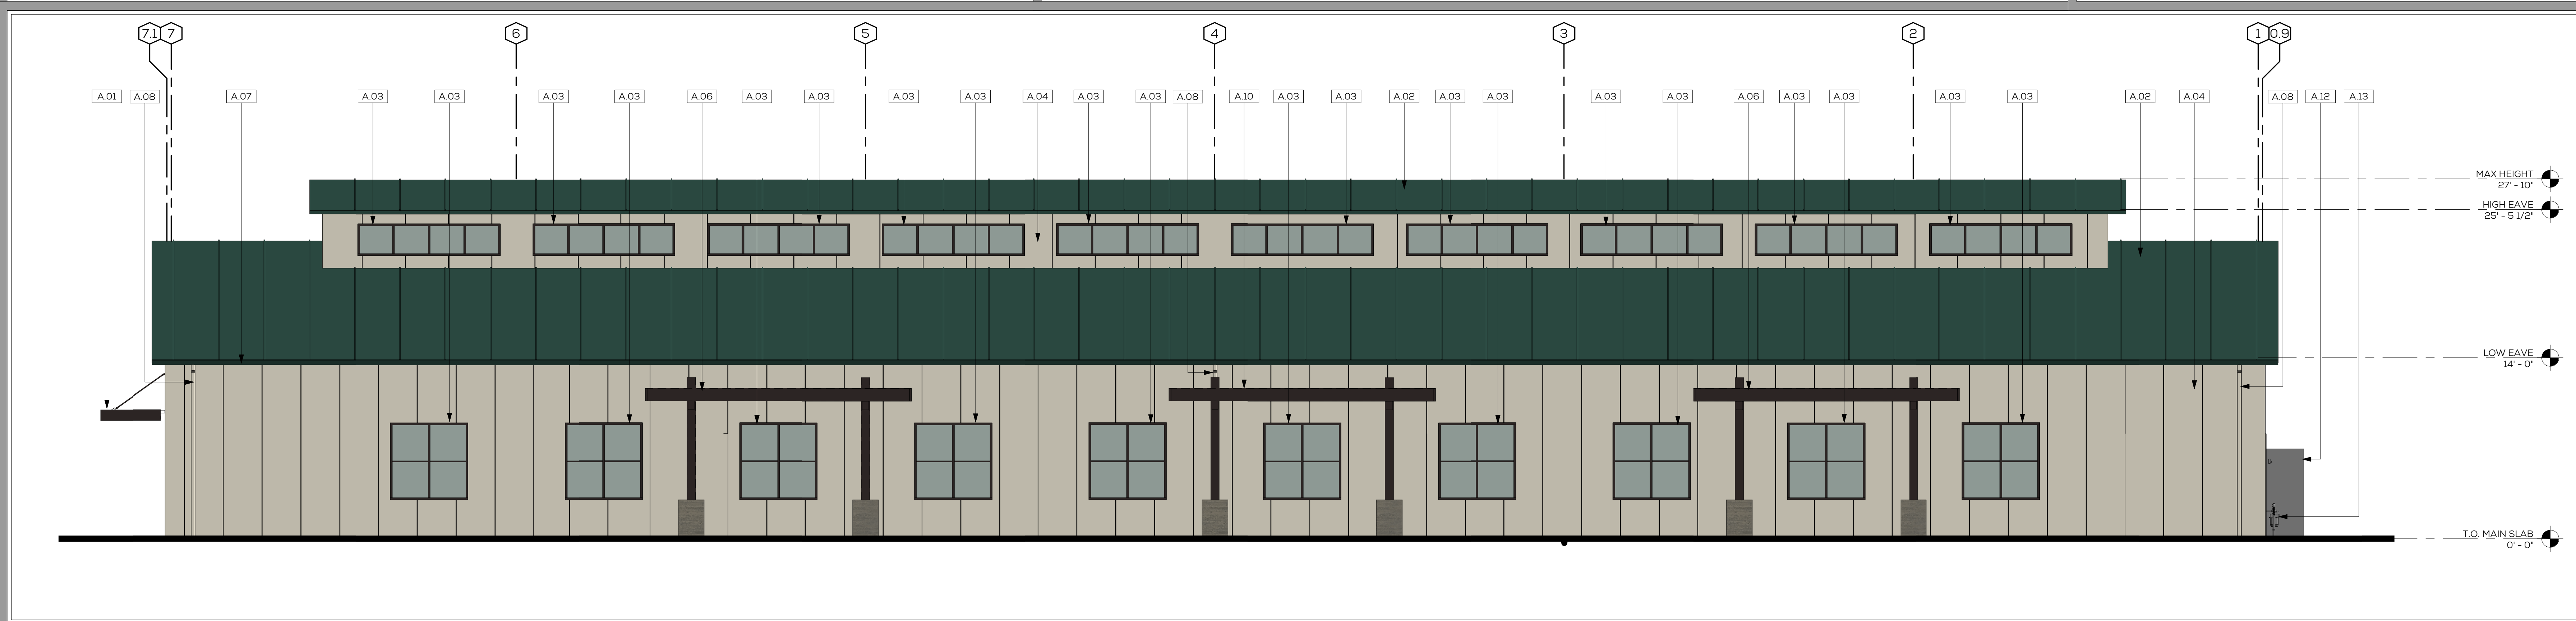 7.1 7 6 5 4 3 2 1 0.9
A.01 A.08 A.07 A.03 A.03 A.03 A.03 A.06 A.03 A.03 A.03 A.03 A.04 A.03 A.03 A.08 A.10 A.03 A.03 A.02 A.03 A.03 A.03 A.03 A.06 A.03 A.03 A.03 A.03 A.02 A.04 A.08 A.12 A.13
MAX HEIGHT
27' - 10"
HIGH EAVE
25' - 5 1/2"
LOW EAVE
14' - 0"
T.O. MAIN SLAB
0' - 0"